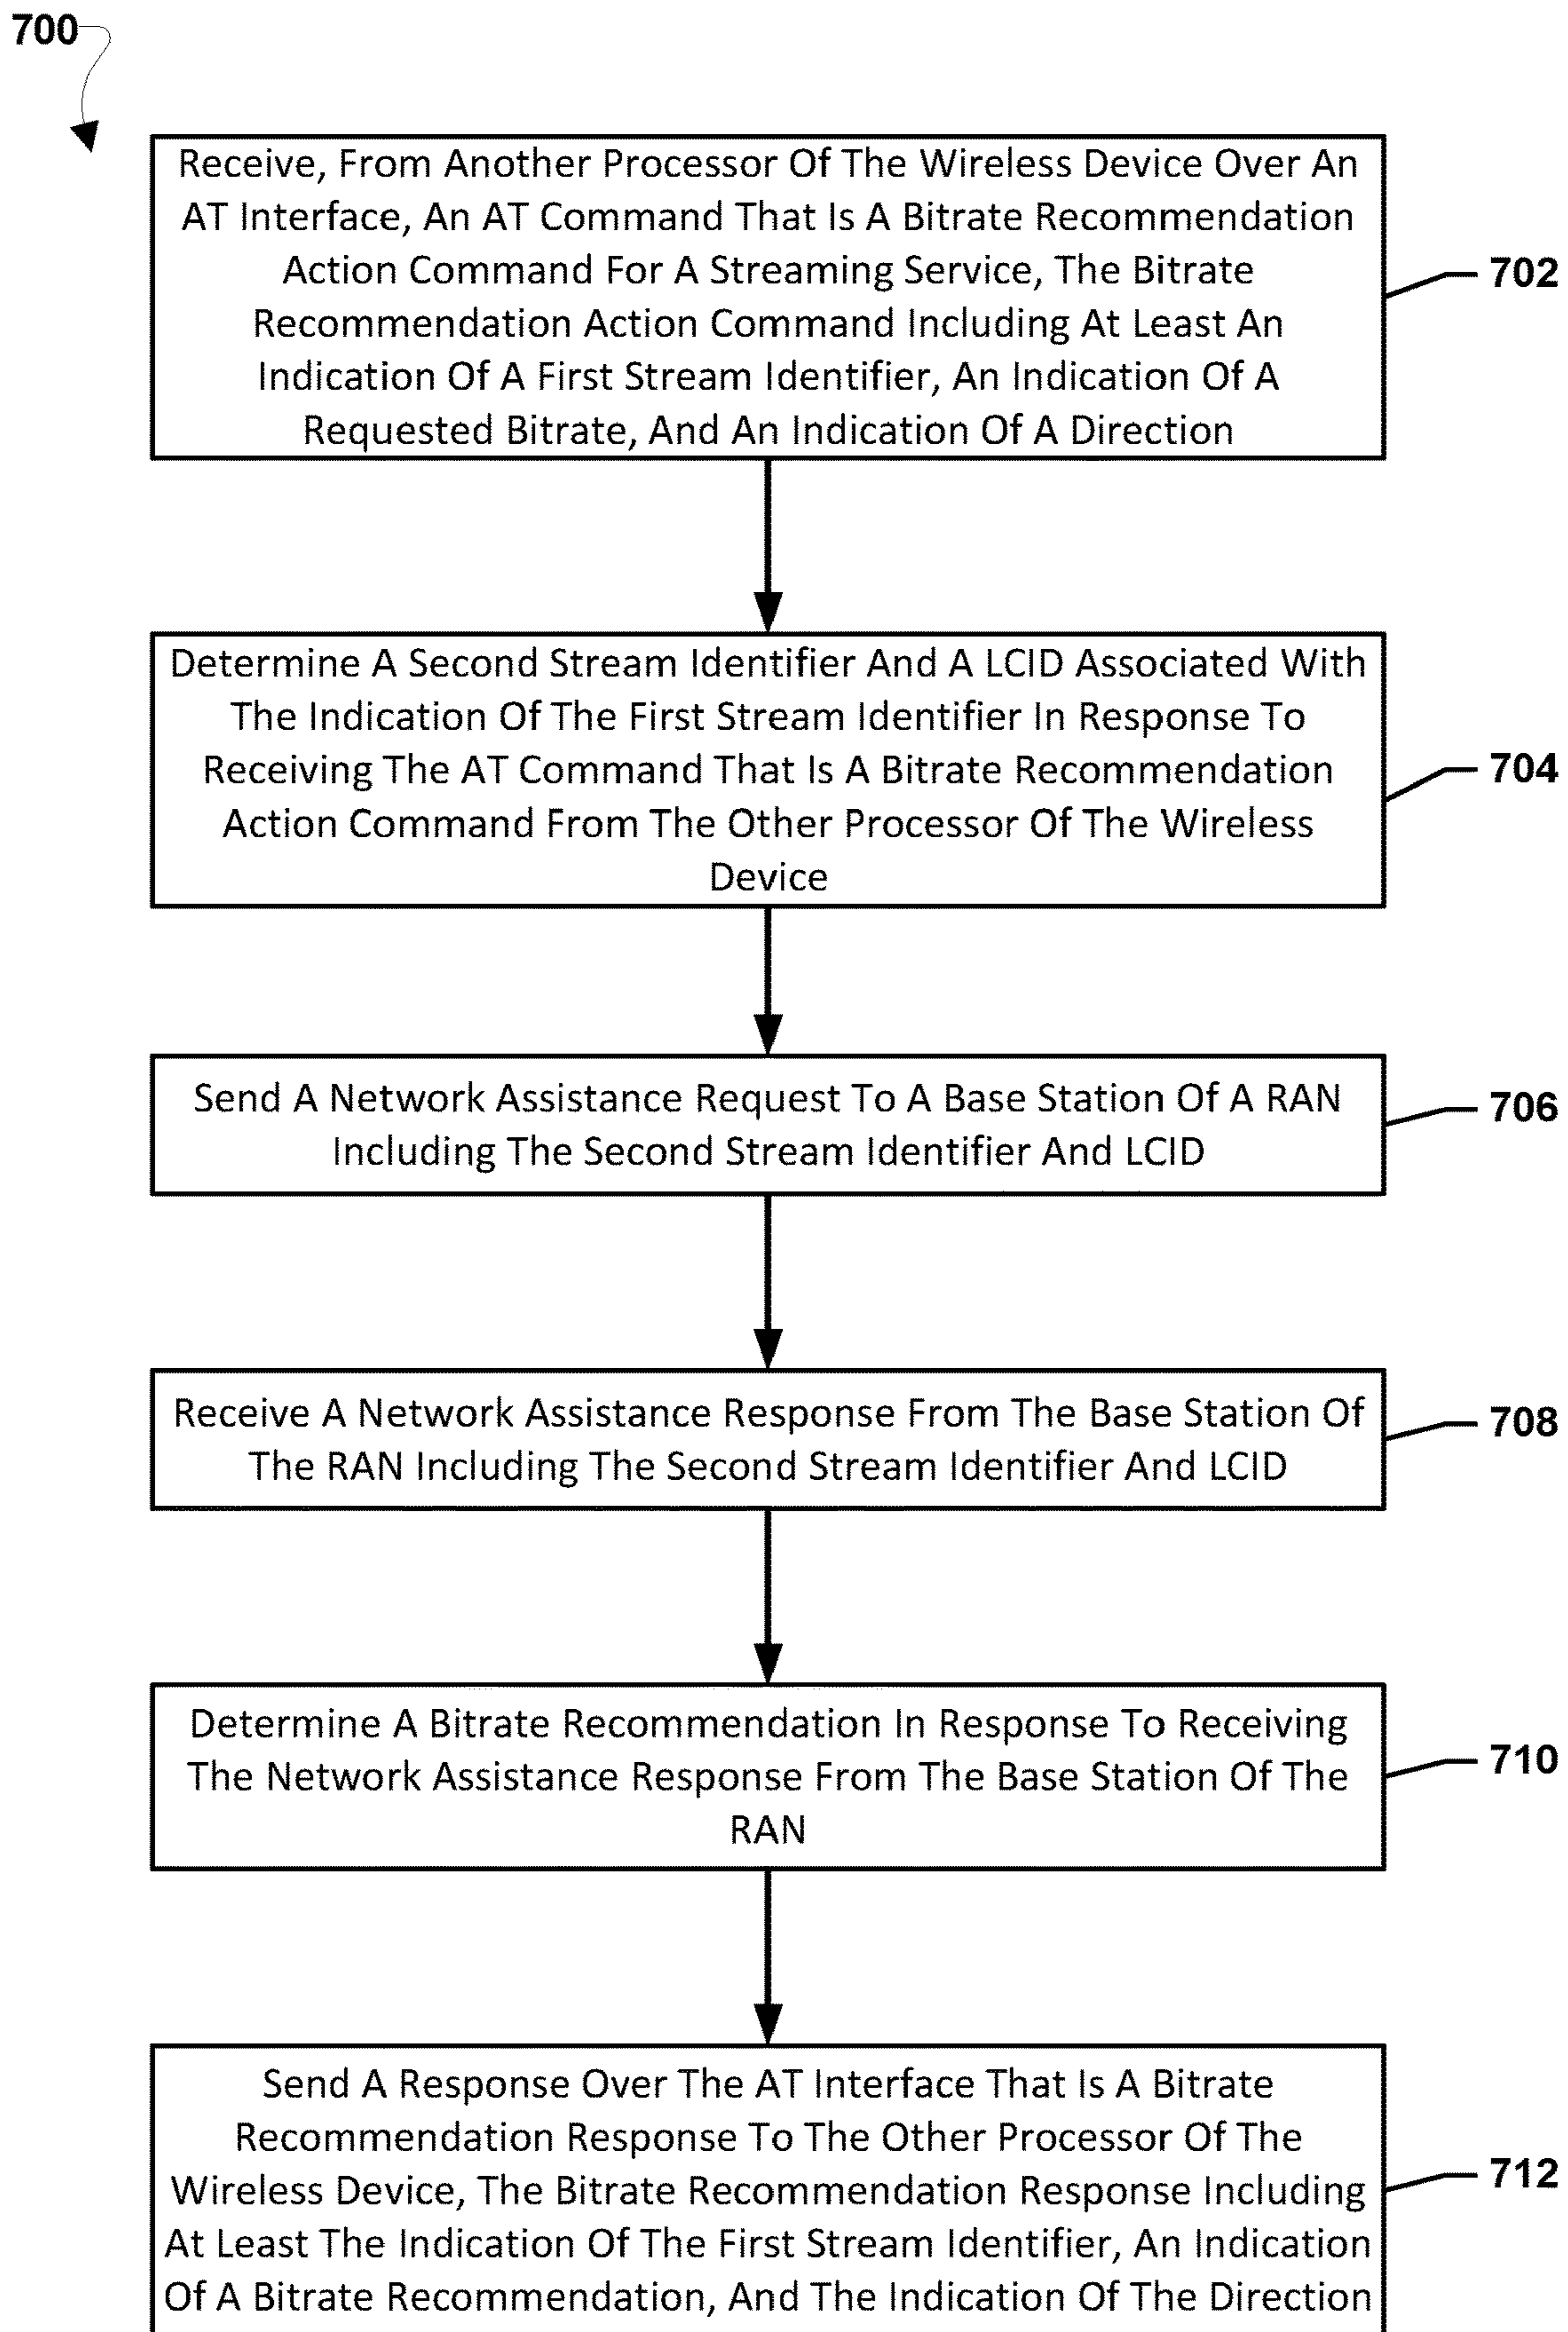 700
Receive, From Another Processor Of The Wireless Device Over An
AT Interface, An AT Command That Is A Bitrate Recommendation
Action Command For A Streaming Service, The Bitrate
Recommendation Action Command Including At Least An
Indication Of A First Stream Identifier, An Indication Of A
Requested Bitrate, And An Indication Of A Direction
702
Determine A Second Stream Identifier And A LCID Associated With
The Indication Of The First Stream Identifier In Response To
Receiving The AT Command That Is A Bitrate Recommendation
Action Command From The Other Processor Of The Wireless
Device
704
Send A Network Assistance Request To A Base Station Of A RAN
Including The Second Stream Identifier And LCID
706
Receive A Network Assistance Response From The Base Station Of
The RAN Including The Second Stream Identifier And LCID
708
Determine A Bitrate Recommendation In Response To Receiving
The Network Assistance Response From The Base Station Of The
RAN
710
Send A Response Over The AT Interface That Is A Bitrate
Recommendation Response To The Other Processor Of The
Wireless Device, The Bitrate Recommendation Response Including
At Least The Indication Of The First Stream Identifier, An Indication
Of A Bitrate Recommendation, And The Indication Of The Direction
712